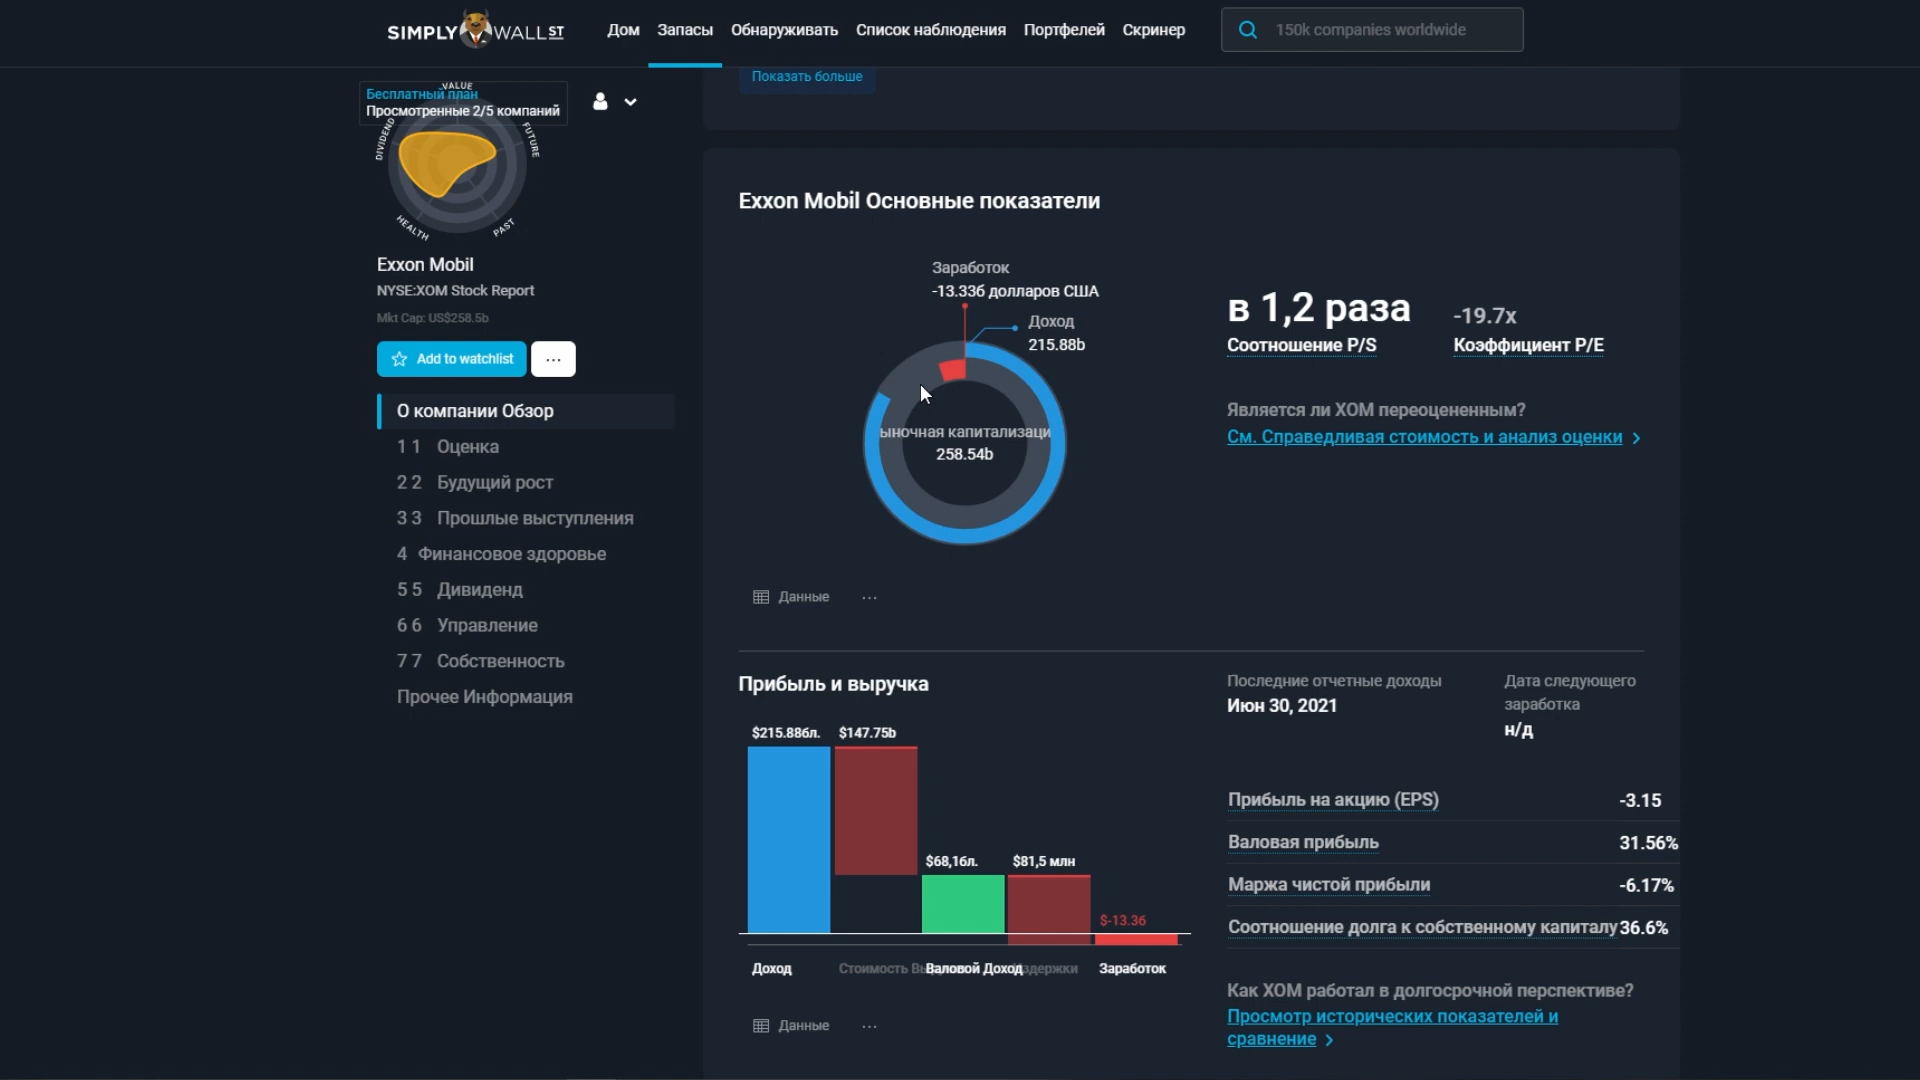 SIMPLY WALL ST
Дом
Запасы
Обнаруживать
Список наблюдения
Портфелей
Скринер
150k companies worldwide
Показать больше
Бесплатный план
Просмотренные 2/5 компаний
VALUE
FUTURE
PAST
HEALTH
DIVIDEND
Exxon Mobil
NYSE:XOM Stock Report
Mkt Cap: US$258.5b
Add to watchlist
...
О компании Обзор
1 1 Оценка
2 2 Будущий рост
3 3 Прошлые выступления
4 Финансовое здоровье
5 5 Дивиденд
6 6 Управление
7 7 Собственность
Прочее Информация
Exxon Mobil Основные показатели
Заработок
-13.33б долларов США
Доход
215.88b
ыночная капитализаци
258.54b
в 1,2 раза
Соотношение P/S
-19.7x
Коэффициент P/E
Является ли XOM переоцененным?
См. Справедливая стоимость и анализ оценки
Данные
...
Прибыль и выручка
$215.88бл.
$147.75b
$68,1бл.
$81,5 млн
$-13.3б
Доход
Стоимость Вы
Валовой Доход
здержки
Заработок
Данные
...
Последние отчетные доходы
Июн 30, 2021
Дата следующего
заработка
н/д
Прибыль на акцию (EPS) -3.15
Валовая прибыль 31.56%
Маржа чистой прибыли -6.17%
Соотношение долга к собственному капиталу 36.6%
Как XOM работал в долгосрочной перспективе?
Просмотр исторических показателей и
сравнение